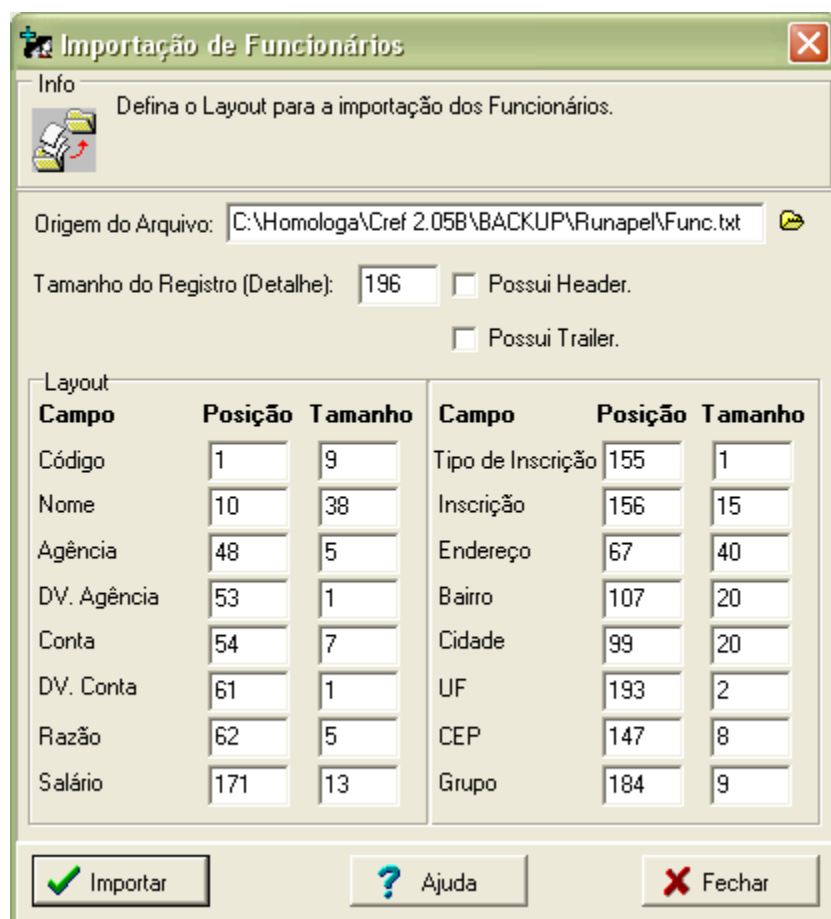 Importação de Funcionários
Info
Defina o Layout para a importação dos Funcionários.
Origem do Arquivo: C:\Homologa\Cref 2.05B\BACKUP\Runapel\Func.txt
Tamanho do Registro (Detalhe): 196 Possui Header.
Possui Trailer.
Layout
Campo Posição Tamanho Campo Posição Tamanho
Código 1 9 Tipo de Inscrição 155 1
Nome 10 38 Inscrição 156 15
Agência 48 5 Endereço 67 40
DV. Agência 53 1 Bairro 107 20
Conta 54 7 Cidade 99 20
DV. Conta 61 1 UF 193 2
Razão 62 5 CEP 147 8
Salário 171 13 Grupo 184 9
Importar ? Ajuda Fechar